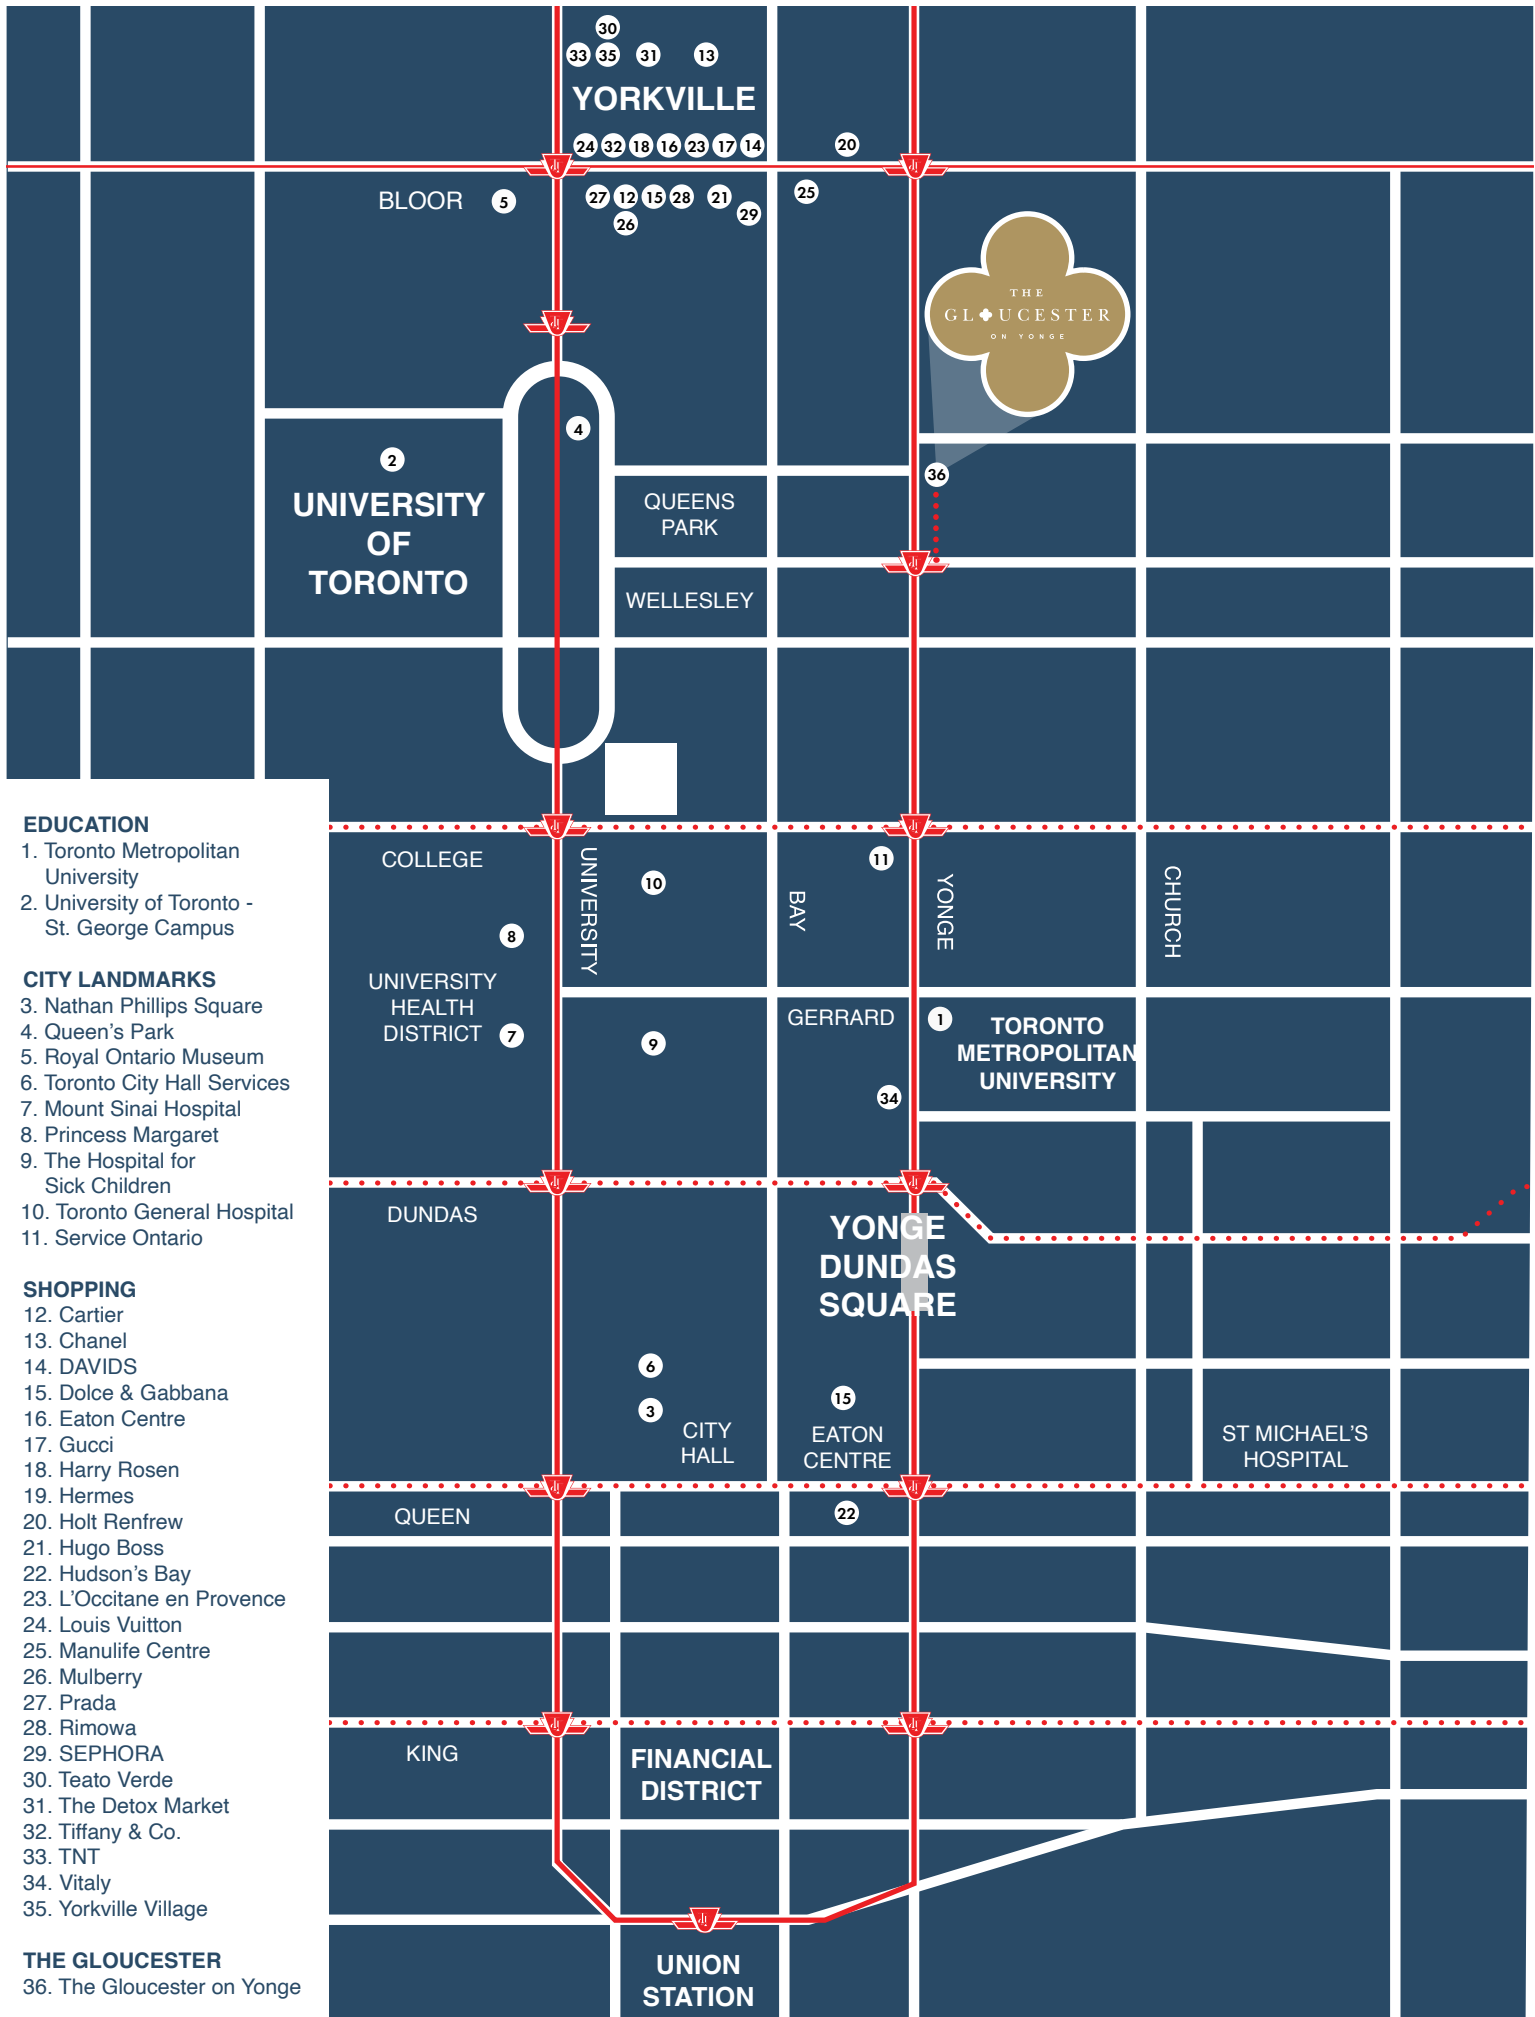 30
33 35 31 13
YORKVILLE
24 32 18 16 23 17 14 20
BLOOR 5 27 12 15 28 21 25
26 29
THE
GLOUCESTER
ON YONGE
4
2
36
UNIVERSITY
OF
TORONTO
QUEENS
PARK
WELLESLEY
COLLEGE
11
10
UNIVERSITY
BAY
YONGE
CHURCH
8
UNIVERSITY
HEALTH
DISTRICT
7
9
GERRARD
1
TORONTO
METROPOLITAN
UNIVERSITY
34
DUNDAS
YONGE
DUNDAS
SQUARE
6
3
CITY
HALL
15
EATON
CENTRE
ST MICHAEL'S
HOSPITAL
QUEEN
22
KING
FINANCIAL
DISTRICT
UNION
STATION
EDUCATION
1. Toronto Metropolitan
University
2. University of Toronto -
St. George Campus
CITY LANDMARKS
3. Nathan Phillips Square
4. Queen's Park
5. Royal Ontario Museum
6. Toronto City Hall Services
7. Mount Sinai Hospital
8. Princess Margaret
9. The Hospital for
Sick Children
10. Toronto General Hospital
11. Service Ontario
SHOPPING
12. Cartier
13. Chanel
14. DAVIDS
15. Dolce & Gabbana
16. Eaton Centre
17. Gucci
18. Harry Rosen
19. Hermes
20. Holt Renfrew
21. Hugo Boss
22. Hudson's Bay
23. L'Occitane en Provence
24. Louis Vuitton
25. Manulife Centre
26. Mulberry
27. Prada
28. Rimowa
29. SEPHORA
30. Teato Verde
31. The Detox Market
32. Tiffany & Co.
33. TNT
34. Vitaly
35. Yorkville Village
THE GLOUCESTER
36. The Gloucester on Yonge